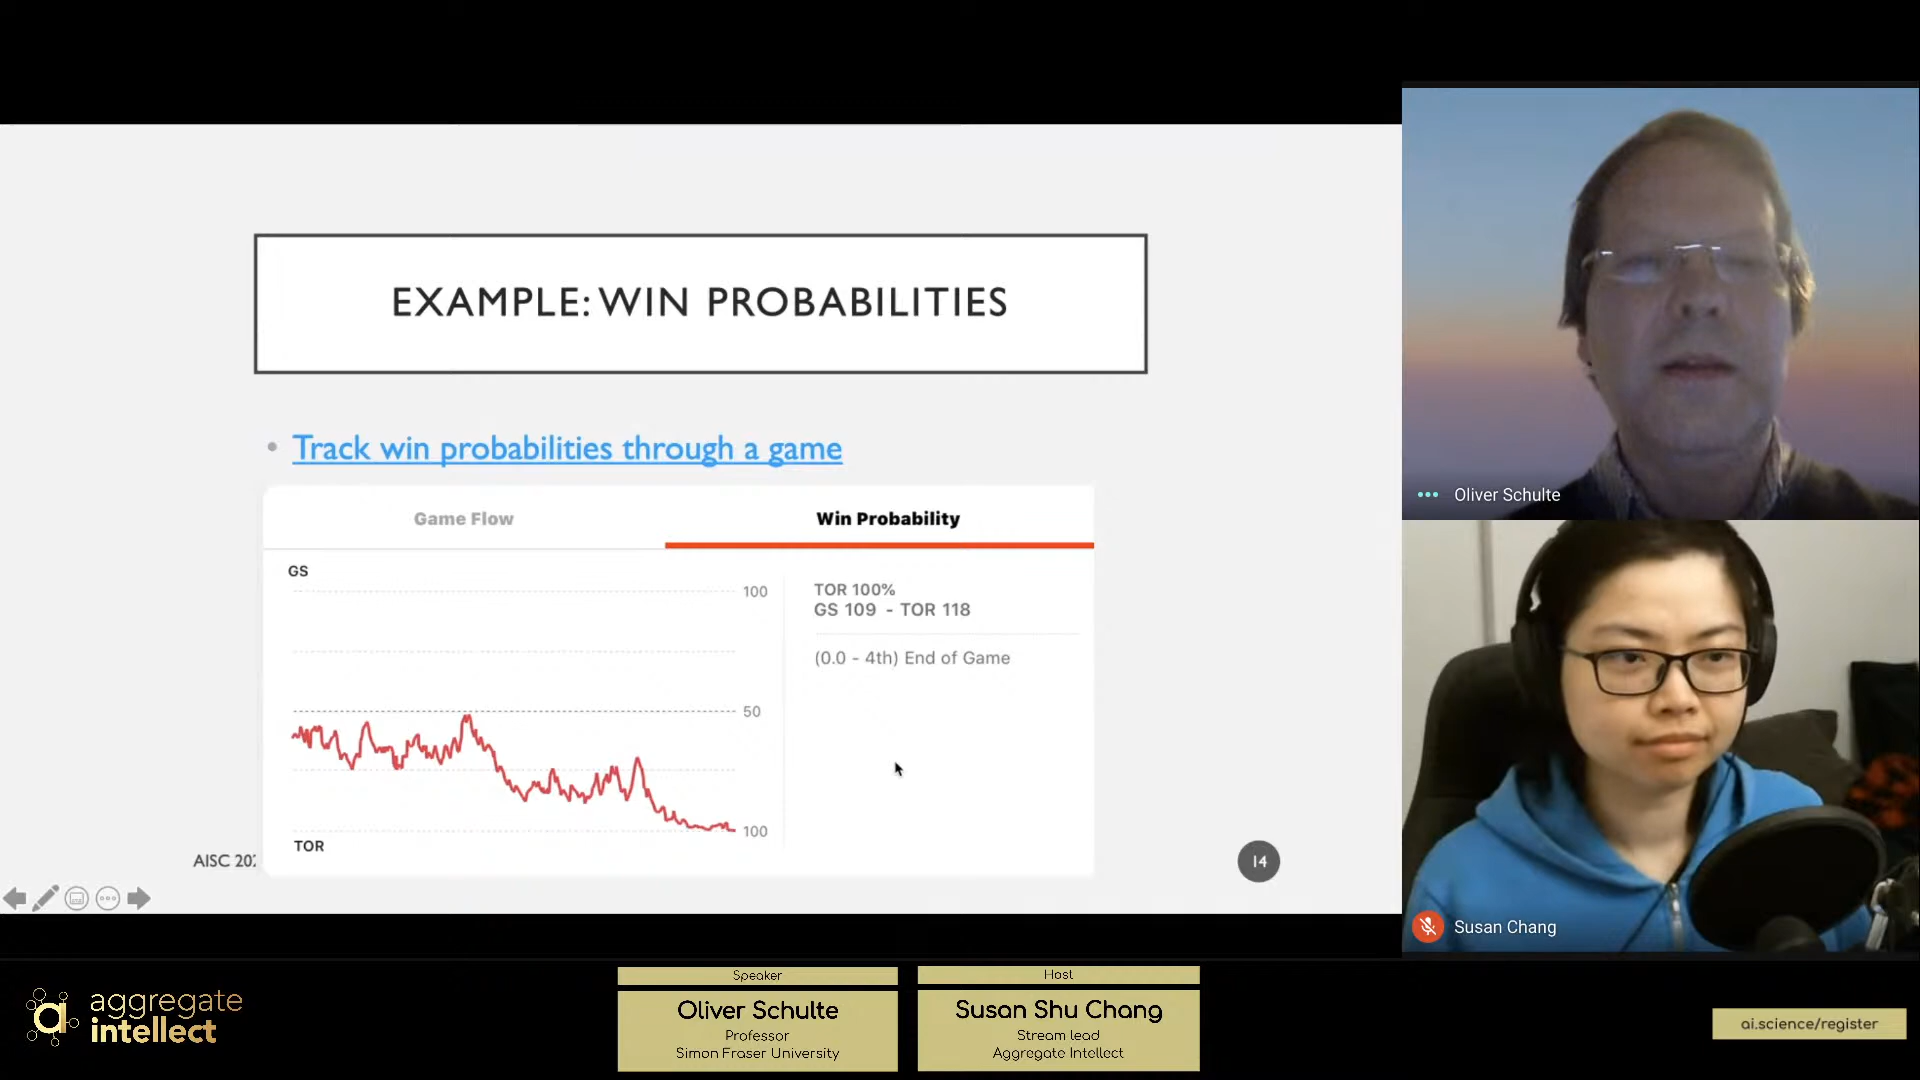 EXAMPLE: WIN PROBABILITIES
• Track win probabilities through a game
Game Flow
Win Probability
GS
100
50
100
TOR
TOR 100%
GS 109 - TOR 118
(0.0 - 4th) End of Game
AISC 202
14
Oliver Schulte
Susan Chang
aggregate
intellect
Speaker
Oliver Schulte
Professor
Simon Fraser University
Host
Susan Shu Chang
Stream lead
Aggregate Intellect
ai.science/register